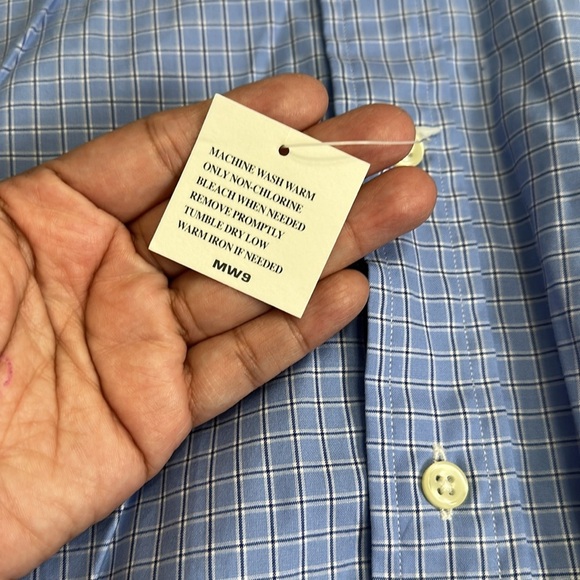 MACHINE WASH WARM
ONLY NON-CHLORINE
BLEACH WHEN NEEDED
REMOVE PROMPTLY
TUMBLE DRY LOW
WARM IRON IF NEEDED
MW9